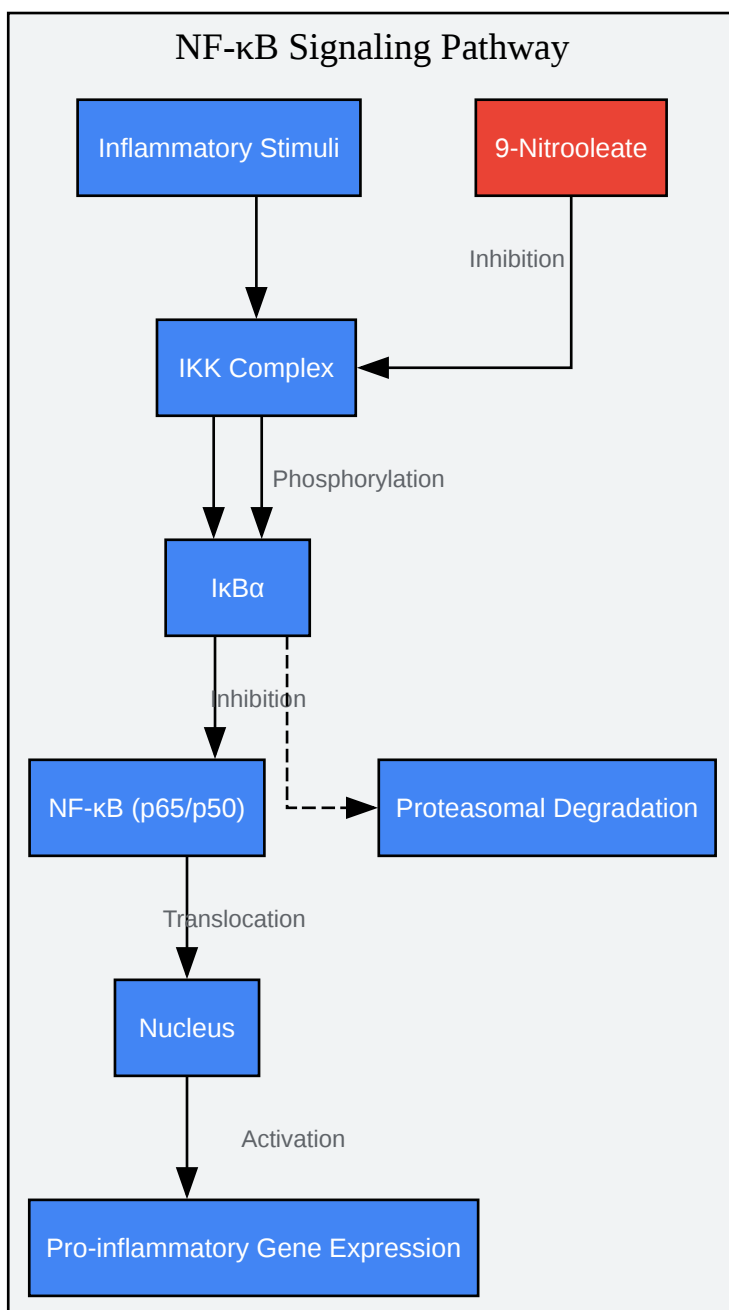 NF-κB Signaling Pathway
Inflammatory Stimuli
9-Nitrooleate
Inhibition
IKK Complex
Phosphorylation
IκBα
Inhibition
NF-κB (p65/p50)
Proteasomal Degradation
Translocation
Nucleus
Activation
Pro-inflammatory Gene Expression